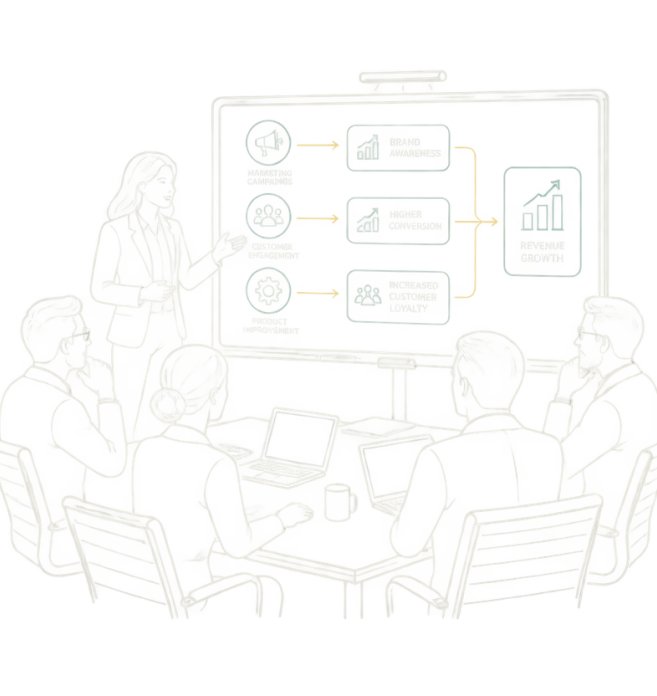 MARKETING
CAMPAIGNS
BRAND
AWARENESS
CUSTOMER
ENGAGEMENT
HIGHER
CONVERSION
PRODUCT
IMPROVEMENT
INCREASED
CUSTOMER
LOYALTY
REVENUE
GROWTH